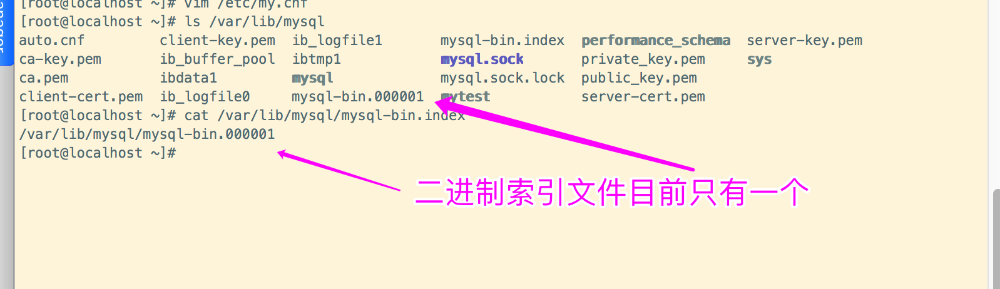 [root@localhost ~]# vim /etc/my.cnf
[root@localhost ~]# ls /var/lib/mysql
auto.cnf client-key.pem ib_logfile1 mysql-bin.index performance_schema server-key.pem
ca-key.pem ib_buffer_pool ibtmp1 mysql.sock private_key.pem sys
ca.pem ibdata1 mysql mysql.sock.lock public_key.pem
client-cert.pem ib_logfile0 mysql-bin.000001 mytest server-cert.pem
[root@localhost ~]# cat /var/lib/mysql/mysql-bin.index
/var/lib/mysql/mysql-bin.000001
[root@localhost ~]#
二进制索引文件目前只有一个